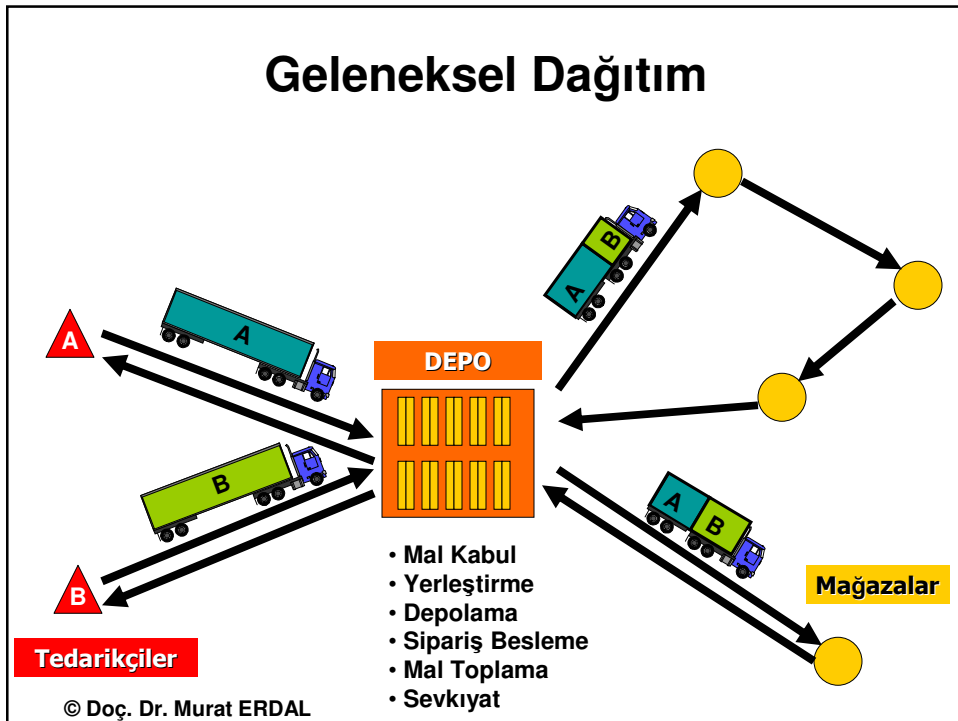 Geleneksel Dağıtım
A
B
A
B
DEPO
A
B
• Mal Kabul
• Yerleştirme
• Depolama
• Sipariş Besleme
• Mal Toplama
• Sevkıyat
A
B
Mağazalar
Tedarikçiler
© Doç. Dr. Murat ERDAL